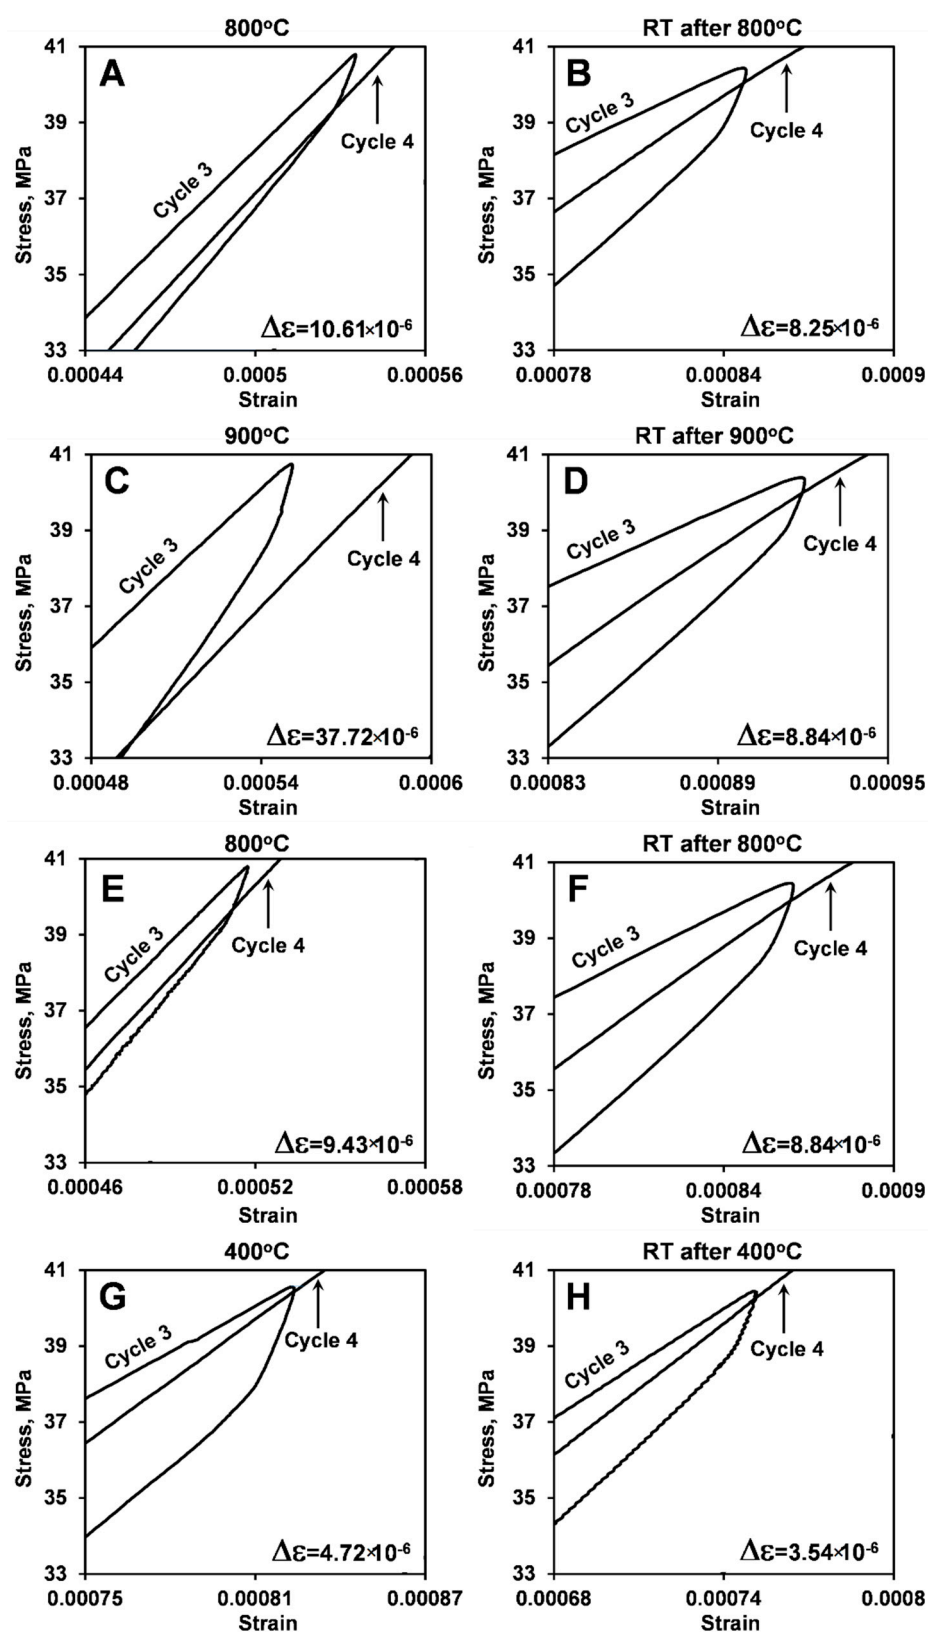 800°C
A
41
39
37
35
33
Stress, MPa
Cycle 3
Cycle 4
Δε=10.61×10⁻⁶
0.00044
0.0005
0.00056
Strain
RT after 800°C
B
41
39
37
35
33
Stress, MPa
Cycle 3
Cycle 4
Δε=8.25×10⁻⁶
0.00078
0.00084
0.0009
Strain
900°C
C
41
39
37
35
33
Stress, MPa
Cycle 3
Cycle 4
Δε=37.72×10⁻⁶
0.00048
0.00054
0.0006
Strain
RT after 900°C
D
41
39
37
35
33
Stress, MPa
Cycle 3
Cycle 4
Δε=8.84×10⁻⁶
0.00083
0.00089
0.00095
Strain
800°C
E
41
39
37
35
33
Stress, MPa
Cycle 3
Cycle 4
Δε=9.43×10⁻⁶
0.00046
0.00052
0.00058
Strain
RT after 800°C
F
41
39
37
35
33
Stress, MPa
Cycle 3
Cycle 4
Δε=8.84×10⁻⁶
0.00078
0.00084
0.0009
Strain
400°C
G
41
39
37
35
33
Stress, MPa
Cycle 3
Cycle 4
Δε=4.72×10⁻⁶
0.00075
0.00081
0.00087
Strain
RT after 400°C
H
41
39
37
35
33
Stress, MPa
Cycle 3
Cycle 4
Δε=3.54×10⁻⁶
0.00068
0.00074
0.0008
Strain